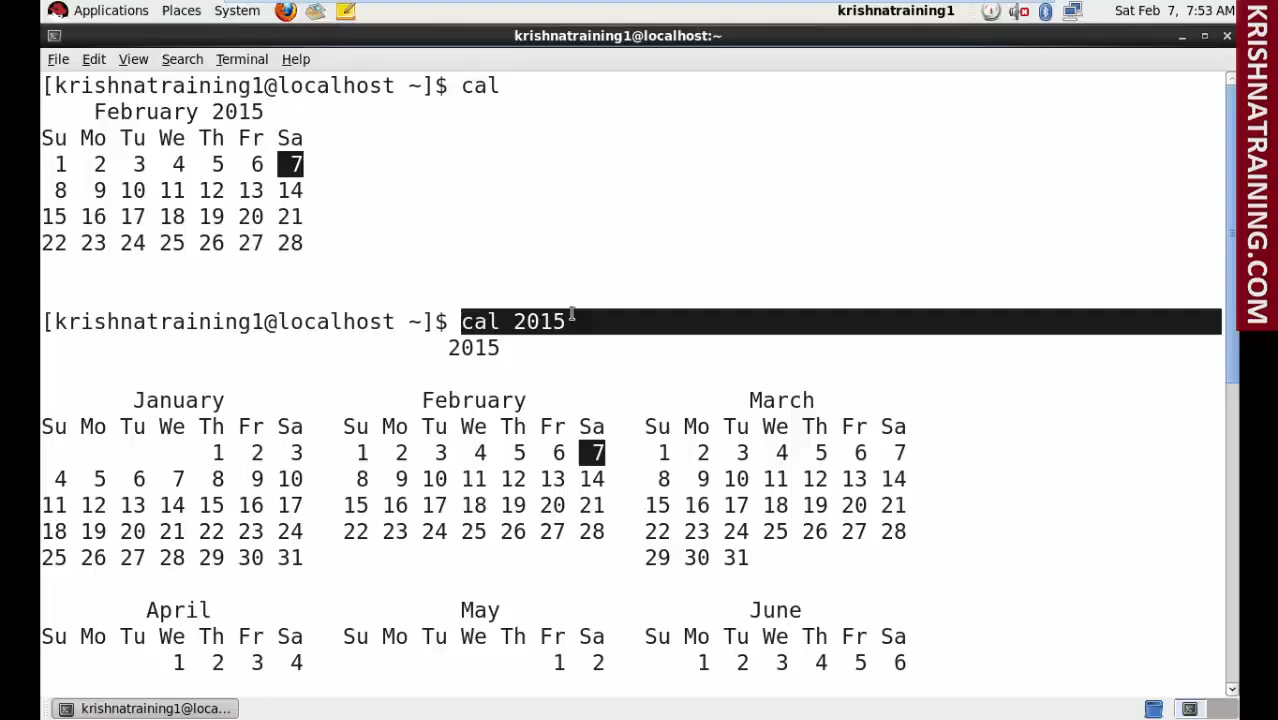 Applications Places System krishnatraining1 Sat Feb 7, 7:53 AM
krishnatraining1@localhost:~
File Edit View Search Terminal Help
[krishnatraining1@localhost ~]$ cal
February 2015
Su Mo Tu We Th Fr Sa
1 2 3 4 5 6 7
8 9 10 11 12 13 14
15 16 17 18 19 20 21
22 23 24 25 26 27 28
[krishnatraining1@localhost ~]$ cal 2015
2015
January February March
Su Mo Tu We Th Fr Sa Su Mo Tu We Th Fr Sa Su Mo Tu We Th Fr Sa
1 2 3 1 2 3 4 5 6 7 1 2 3 4 5 6 7
4 5 6 7 8 9 10 8 9 10 11 12 13 14 8 9 10 11 12 13 14
11 12 13 14 15 16 17 15 16 17 18 19 20 21 15 16 17 18 19 20 21
18 19 20 21 22 23 24 22 23 24 25 26 27 28 22 23 24 25 26 27 28
25 26 27 28 29 30 31 29 30 31
April May June
Su Mo Tu We Th Fr Sa Su Mo Tu We Th Fr Sa Su Mo Tu We Th Fr Sa
1 2 3 4 1 2 1 2 3 4 5 6
krishnatraining1@loca...
KRISHNATRAINING.COM